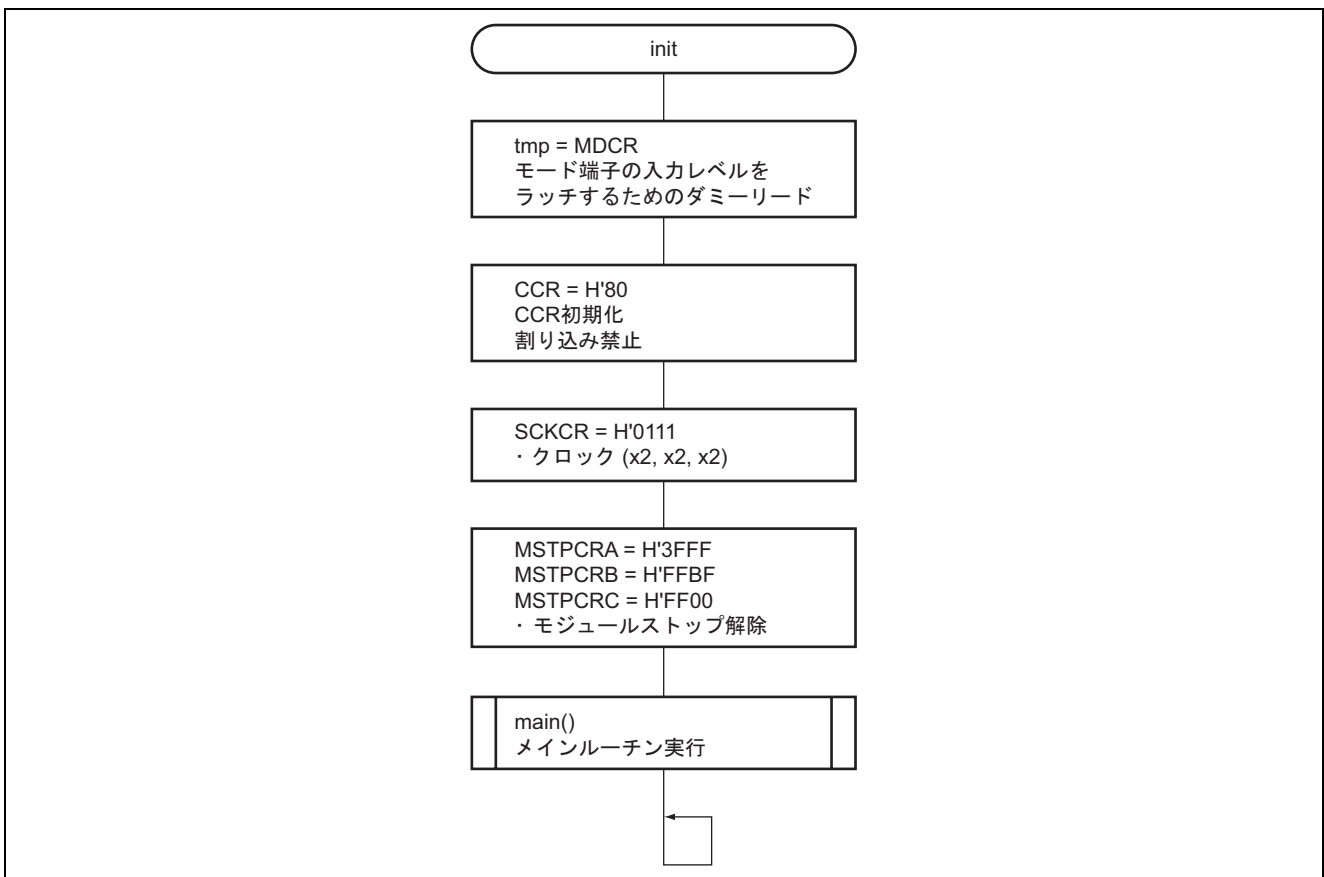 init
tmp = MDCR
モード端子の入力レベルを
ラッチするためのダミーリード
CCR = H'80
CCR初期化
割り込み禁止
SCKCR = H'0111
・クロック (x2, x2, x2)
MSTPCRA = H'3FFF
MSTPCRB = H'FFBF
MSTPCRC = H'FF00
・モジュールストップ解除
main()
メインルーチン実行